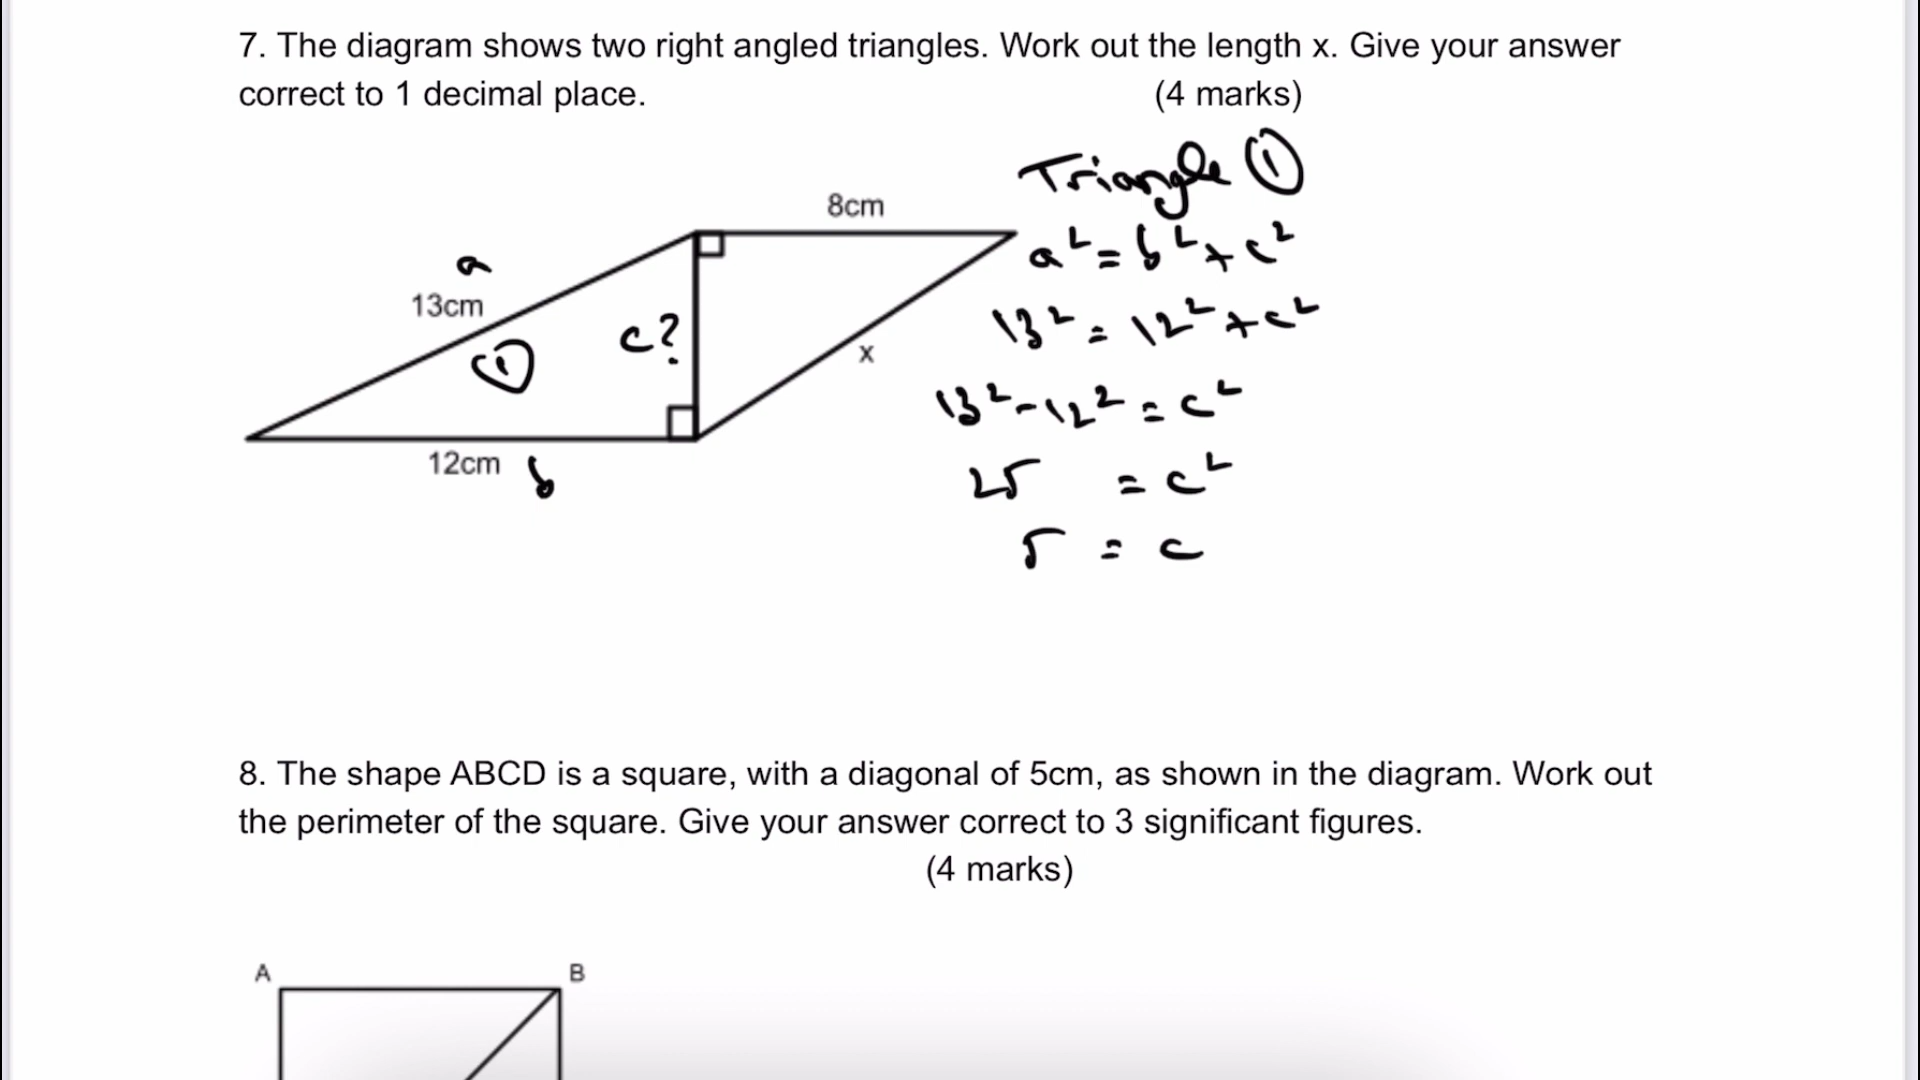 7. The diagram shows two right angled triangles. Work out the length x. Give your answer
correct to 1 decimal place. (4 marks)
Triangle ①
8cm
a² = b² + c²
a
13cm
13² = 12² + c²
c?
①
x
13² - 12² = c²
12cm b
25 = c²
5 = c
8. The shape ABCD is a square, with a diagonal of 5cm, as shown in the diagram. Work out
the perimeter of the square. Give your answer correct to 3 significant figures.
(4 marks)
A B